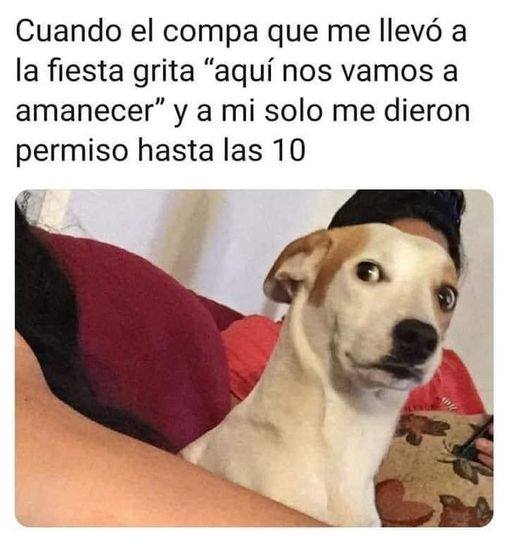 Cuando el compa que me llevó a
la fiesta grita “aquí nos vamos a
amanecer” y a mi solo me dieron
permiso hasta las 10